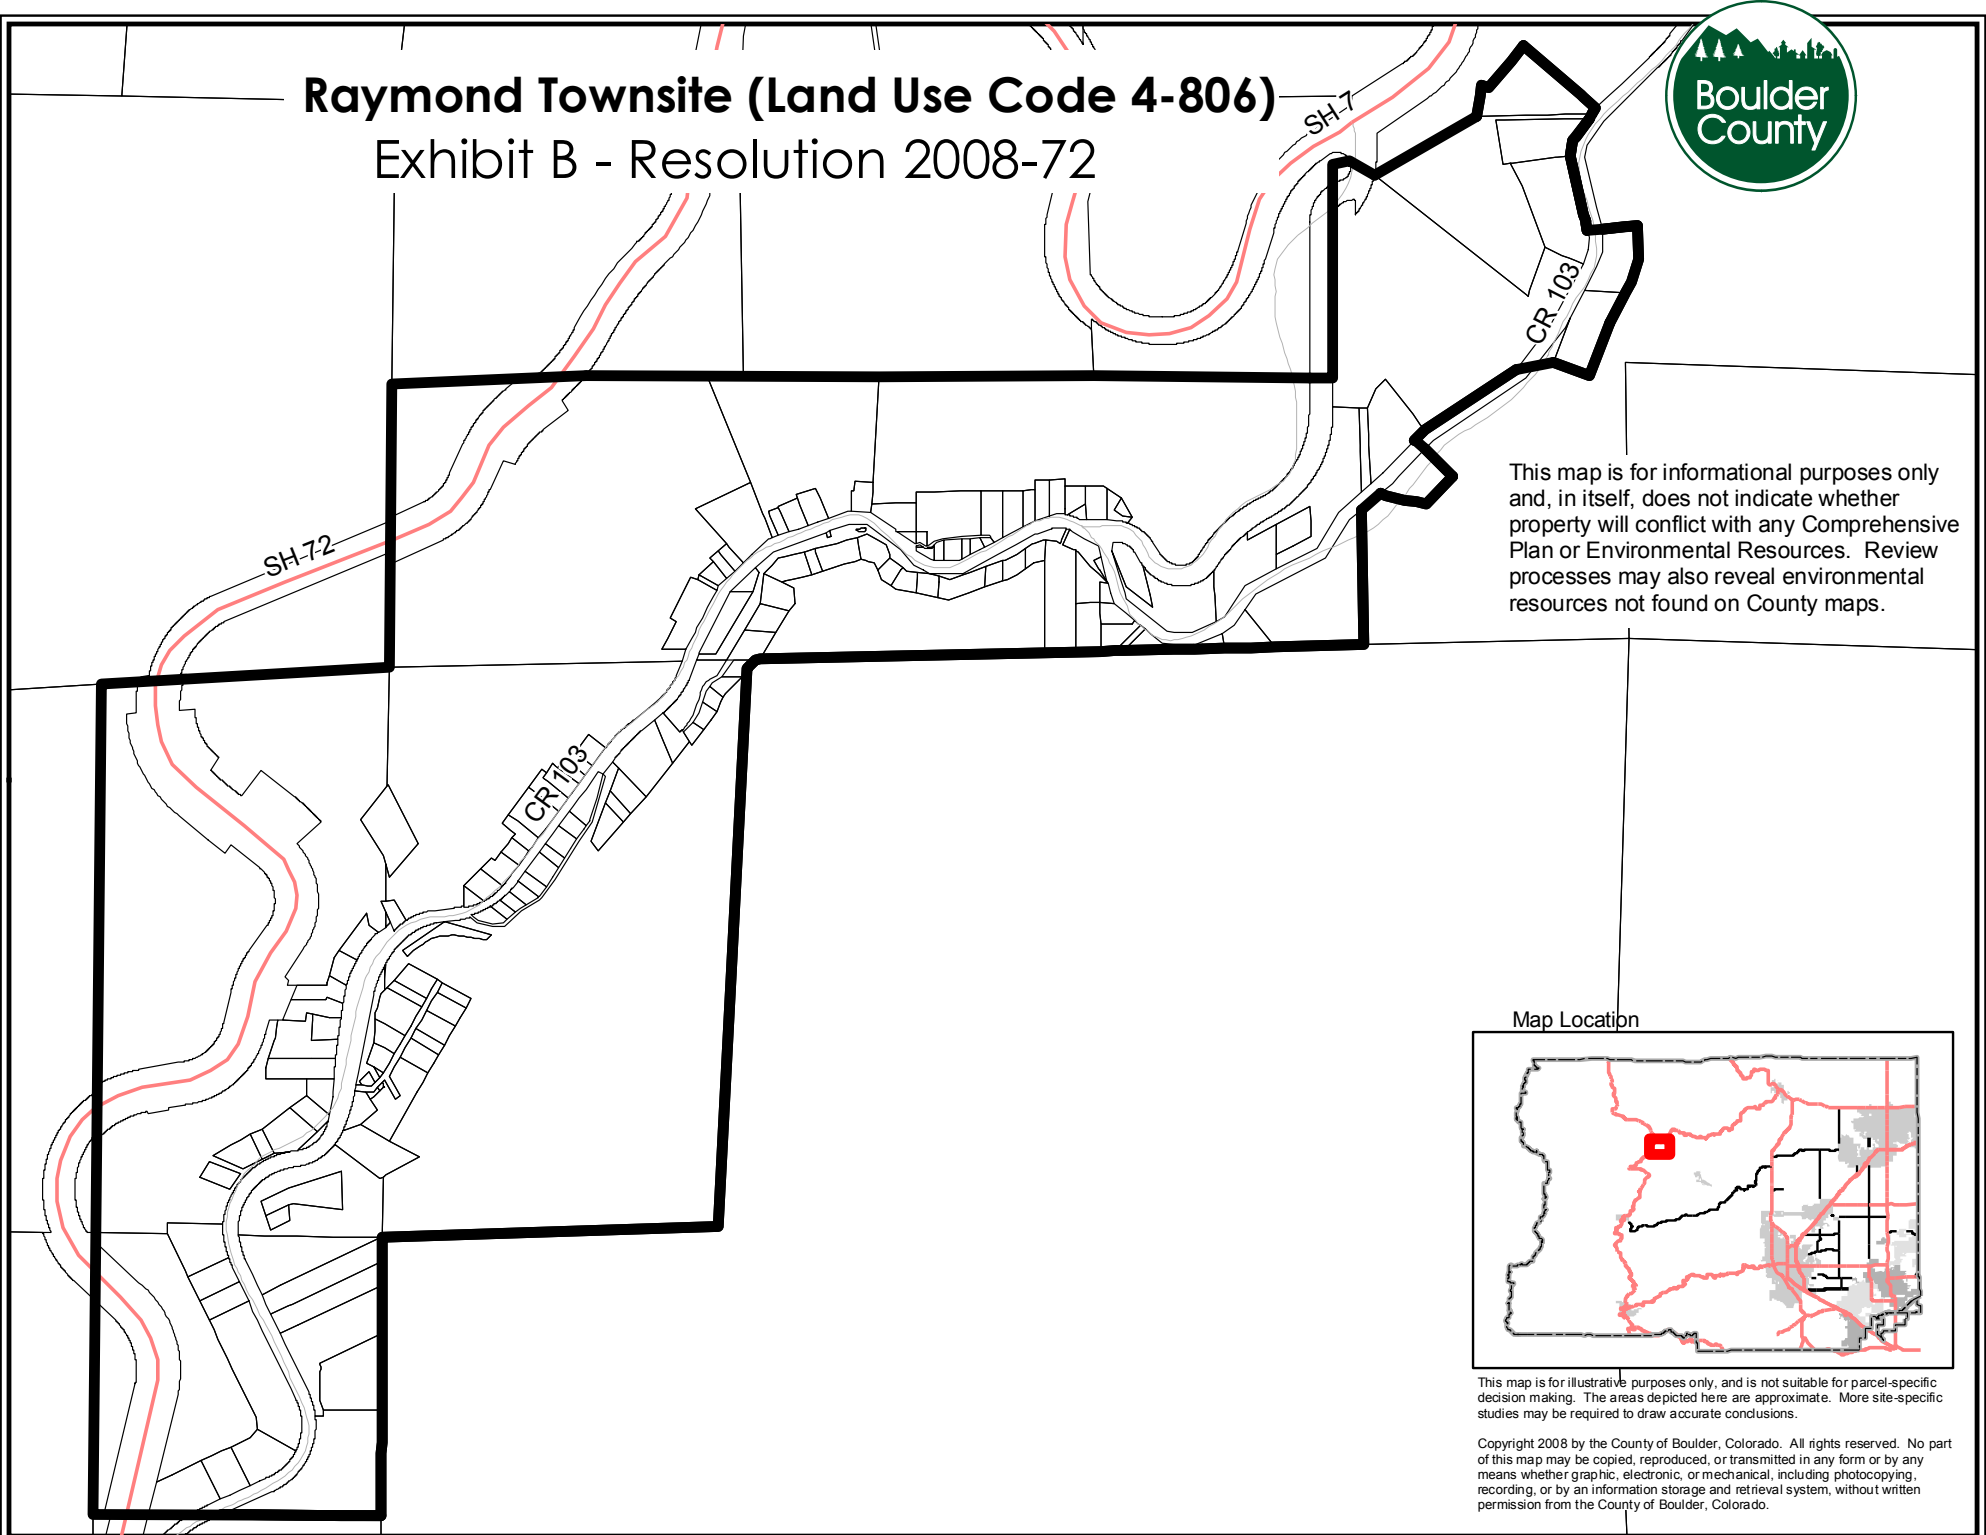 Raymond Townsite (Land Use Code 4-806)
Exhibit B - Resolution 2008-72
Boulder
County
SH-7
CR 103
SH-72
CR 103
This map is for informational purposes only
and, in itself, does not indicate whether
property will conflict with any Comprehensive
Plan or Environmental Resources.  Review
processes may also reveal environmental
resources not found on County maps.
Map Location
This map is for illustrative purposes only, and is not suitable for parcel-specific
decision making.  The areas depicted here are approximate.  More site-specific
studies may be required to draw accurate conclusions.
Copyright 2008 by the County of Boulder, Colorado.  All rights reserved.  No part
of this map may be copied, reproduced, or transmitted in any form or by any
means whether graphic, electronic, or mechanical, including photocopying,
recording, or by an information storage and retrieval system, without written
permission from the County of Boulder, Colorado.